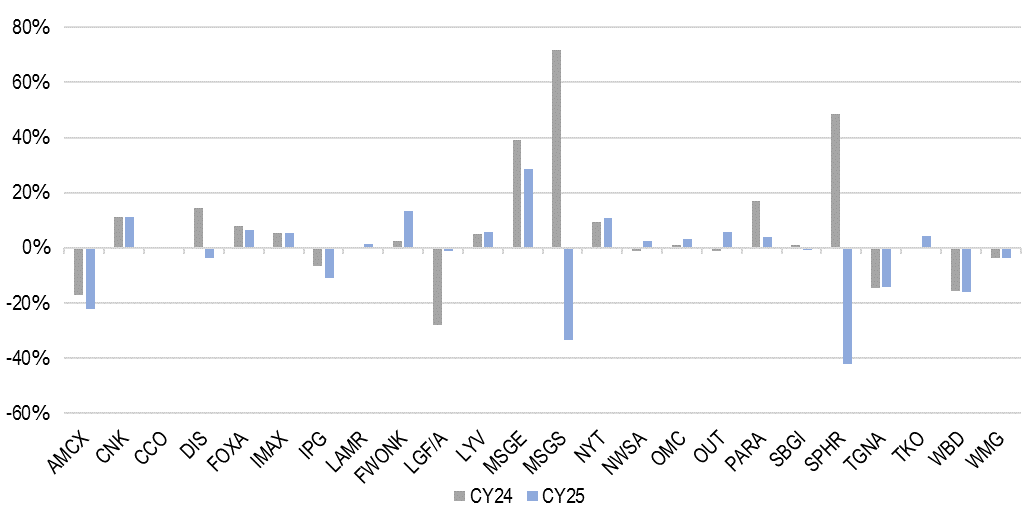 80%
60%
40%
20%
0%
-20%
-40%
-60%
AMCX
CNK
CCO
DIS
FOXA
IMAX
IPG
LAMR
FWONK
LGF/A
LYV
MSGE
MSGS
NYT
NWSA
OMC
OUT
PARA
SBGI
SPHR
TGNA
TKO
WBD
WMG
CY24 CY25